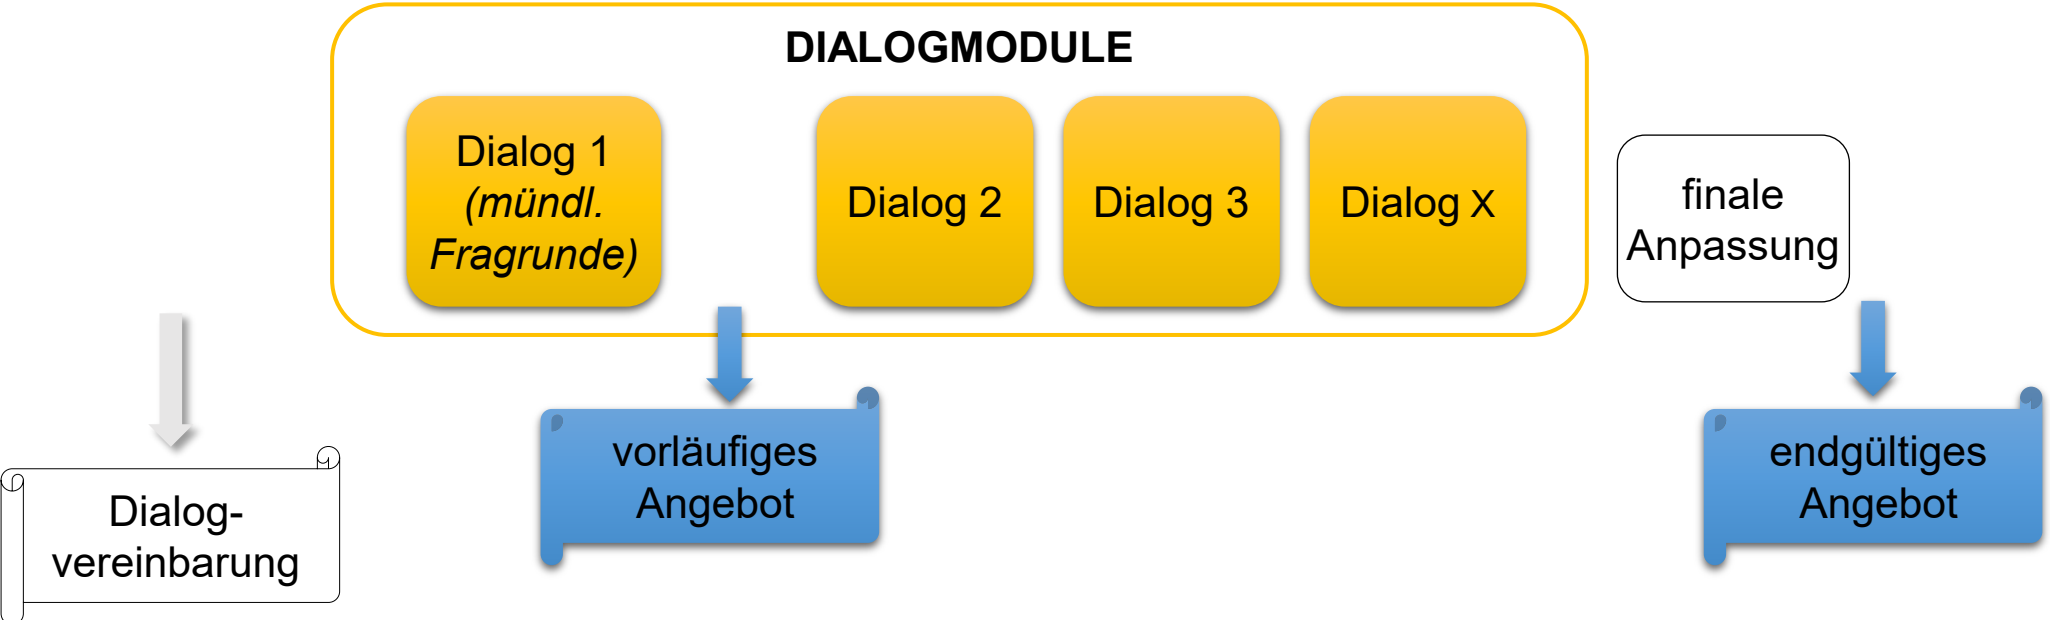 DIALOGMODULE
Dialog 1
(mündl.
Fragrunde)
Dialog 2
Dialog 3
Dialog X
finale
Anpassung
vorläufiges
Angebot
endgültiges
Angebot
Dialog-
vereinbarung